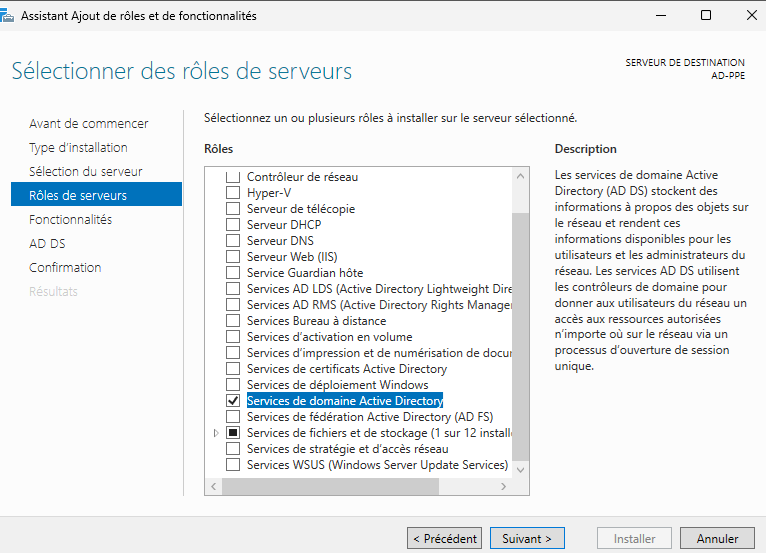 Assistant Ajout de rôles et de fonctionnalités
Sélectionner des rôles de serveurs
SERVEUR DE DESTINATION
AD-PPE
Avant de commencer
Type d'installation
Sélection du serveur
Rôles de serveurs
Fonctionnalités
AD DS
Confirmation
Résultats
Sélectionnez un ou plusieurs rôles à installer sur le serveur sélectionné.
Rôles
Contrôleur de réseau
Hyper-V
Serveur de télécopie
Serveur DHCP
Serveur DNS
Serveur Web (IIS)
Service Guardian hôte
Services AD LDS (Active Directory Lightweight Dire
Services AD RMS (Active Directory Rights Manager
Services Bureau à distance
Services d'activation en volume
Services d'impression et de numérisation de docu
Services de certificats Active Directory
Services de déploiement Windows
Services de domaine Active Directory
Services de fédération Active Directory (AD FS)
Services de fichiers et de stockage (1 sur 12 installe
Services de stratégie et d'accès réseau
Services WSUS (Windows Server Update Services)
Description
Les services de domaine Active
Directory (AD DS) stockent des
informations à propos des objets sur
le réseau et rendent ces
informations disponibles pour les
utilisateurs et les administrateurs du
réseau. Les services AD DS utilisent
les contrôleurs de domaine pour
donner aux utilisateurs du réseau un
accès aux ressources autorisées
n'importe où sur le réseau via un
processus d'ouverture de session
unique.
< Précédent
Suivant >
Installer
Annuler